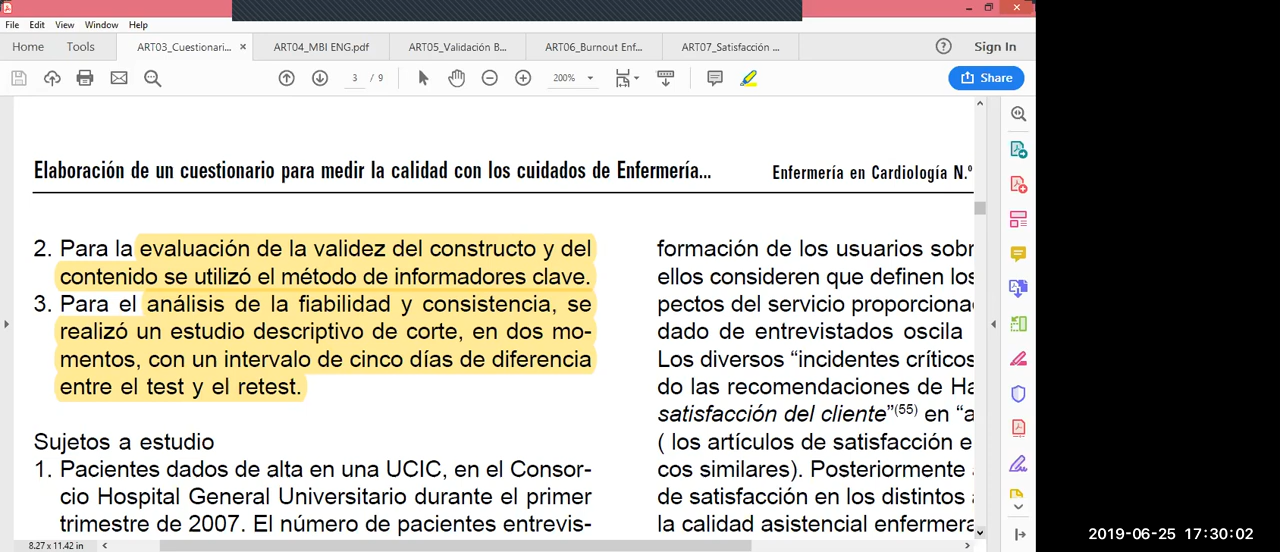 File Edit View Window Help
Home Tools ART03_Cuestionari... × ART04_MBI ENG.pdf ART05_Validación B... ART06_Burnout Enf... ART07_Satisfacción ... Sign In
3 / 9 200% Share
Elaboración de un cuestionario para medir la calidad con los cuidados de Enfermería... Enfermería en Cardiología N.º
2. Para la evaluación de la validez del constructo y del
contenido se utilizó el método de informadores clave.
3. Para el análisis de la fiabilidad y consistencia, se
realizó un estudio descriptivo de corte, en dos mo-
mentos, con un intervalo de cinco días de diferencia
entre el test y el retest.
Sujetos a estudio
1. Pacientes dados de alta en una UCIC, en el Consor-
cio Hospital General Universitario durante el primer
trimestre de 2007. El número de pacientes entrevis-
formación de los usuarios sobr
ellos consideren que definen los
pectos del servicio proporciona
dado de entrevistados oscila
Los diversos “incidentes críticos
do las recomendaciones de Ha
satisfacción del cliente”(55) en “a
( los artículos de satisfacción e
cos similares). Posteriormente
de satisfacción en los distintos
la calidad asistencial enfermera
8.27 x 11.42 in
2019-06-25 17:30:02